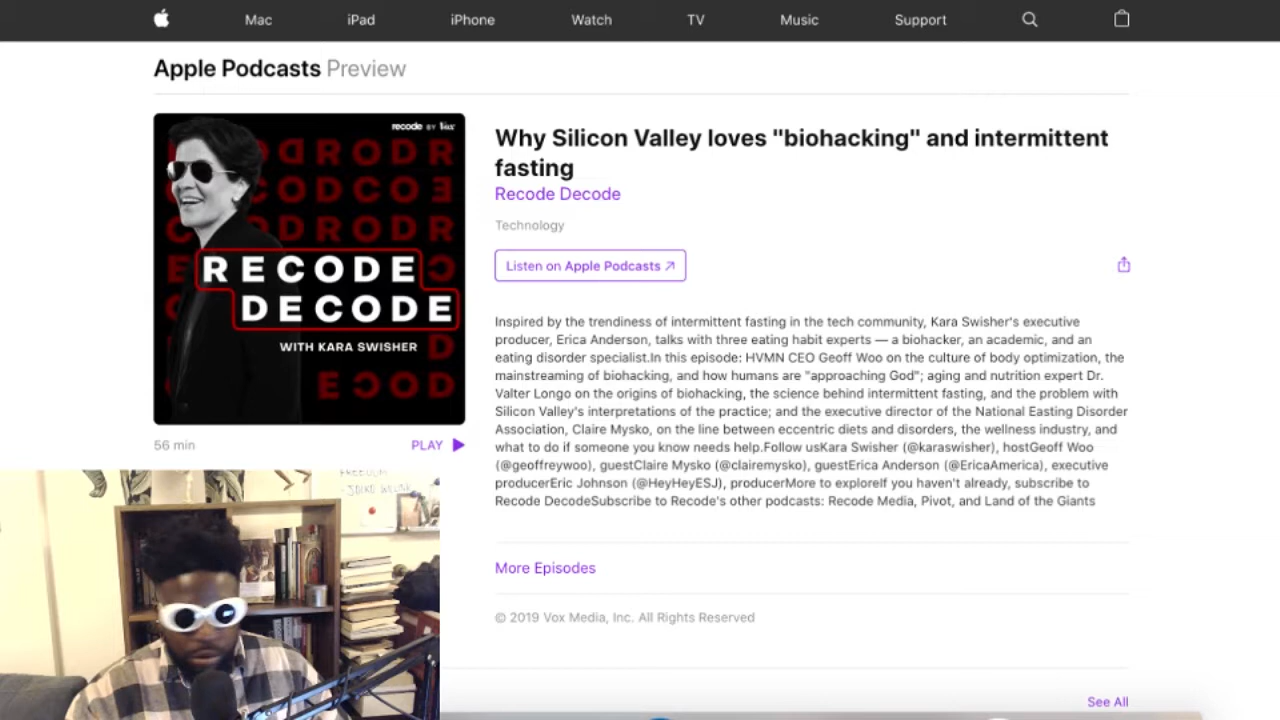 Mac iPad iPhone Watch TV Music Support
Apple Podcasts Preview
recode BY Vox
RECODE
DECODE
WITH KARA SWISHER
56 min
PLAY
Why Silicon Valley loves "biohacking" and intermittent
fasting
Recode Decode
Technology
Listen on Apple Podcasts ↗
Inspired by the trendiness of intermittent fasting in the tech community, Kara Swisher's executive
producer, Erica Anderson, talks with three eating habit experts — a biohacker, an academic, and an
eating disorder specialist.In this episode: HVMN CEO Geoff Woo on the culture of body optimization, the
mainstreaming of biohacking, and how humans are "approaching God"; aging and nutrition expert Dr.
Valter Longo on the origins of biohacking, the science behind intermittent fasting, and the problem with
Silicon Valley's interpretations of the practice; and the executive director of the National Easting Disorder
Association, Claire Mysko, on the line between eccentric diets and disorders, the wellness industry, and
what to do if someone you know needs help.Follow usKara Swisher (@karaswisher), hostGeoff Woo
(@geoffreywoo), guestClaire Mysko (@clairemysko), guestErica Anderson (@EricaAmerica), executive
producerEric Johnson (@HeyHeyESJ), producerMore to exploreIf you haven't already, subscribe to
Recode DecodeSubscribe to Recode's other podcasts: Recode Media, Pivot, and Land of the Giants
More Episodes
© 2019 Vox Media, Inc. All Rights Reserved
See All
FREEDOM